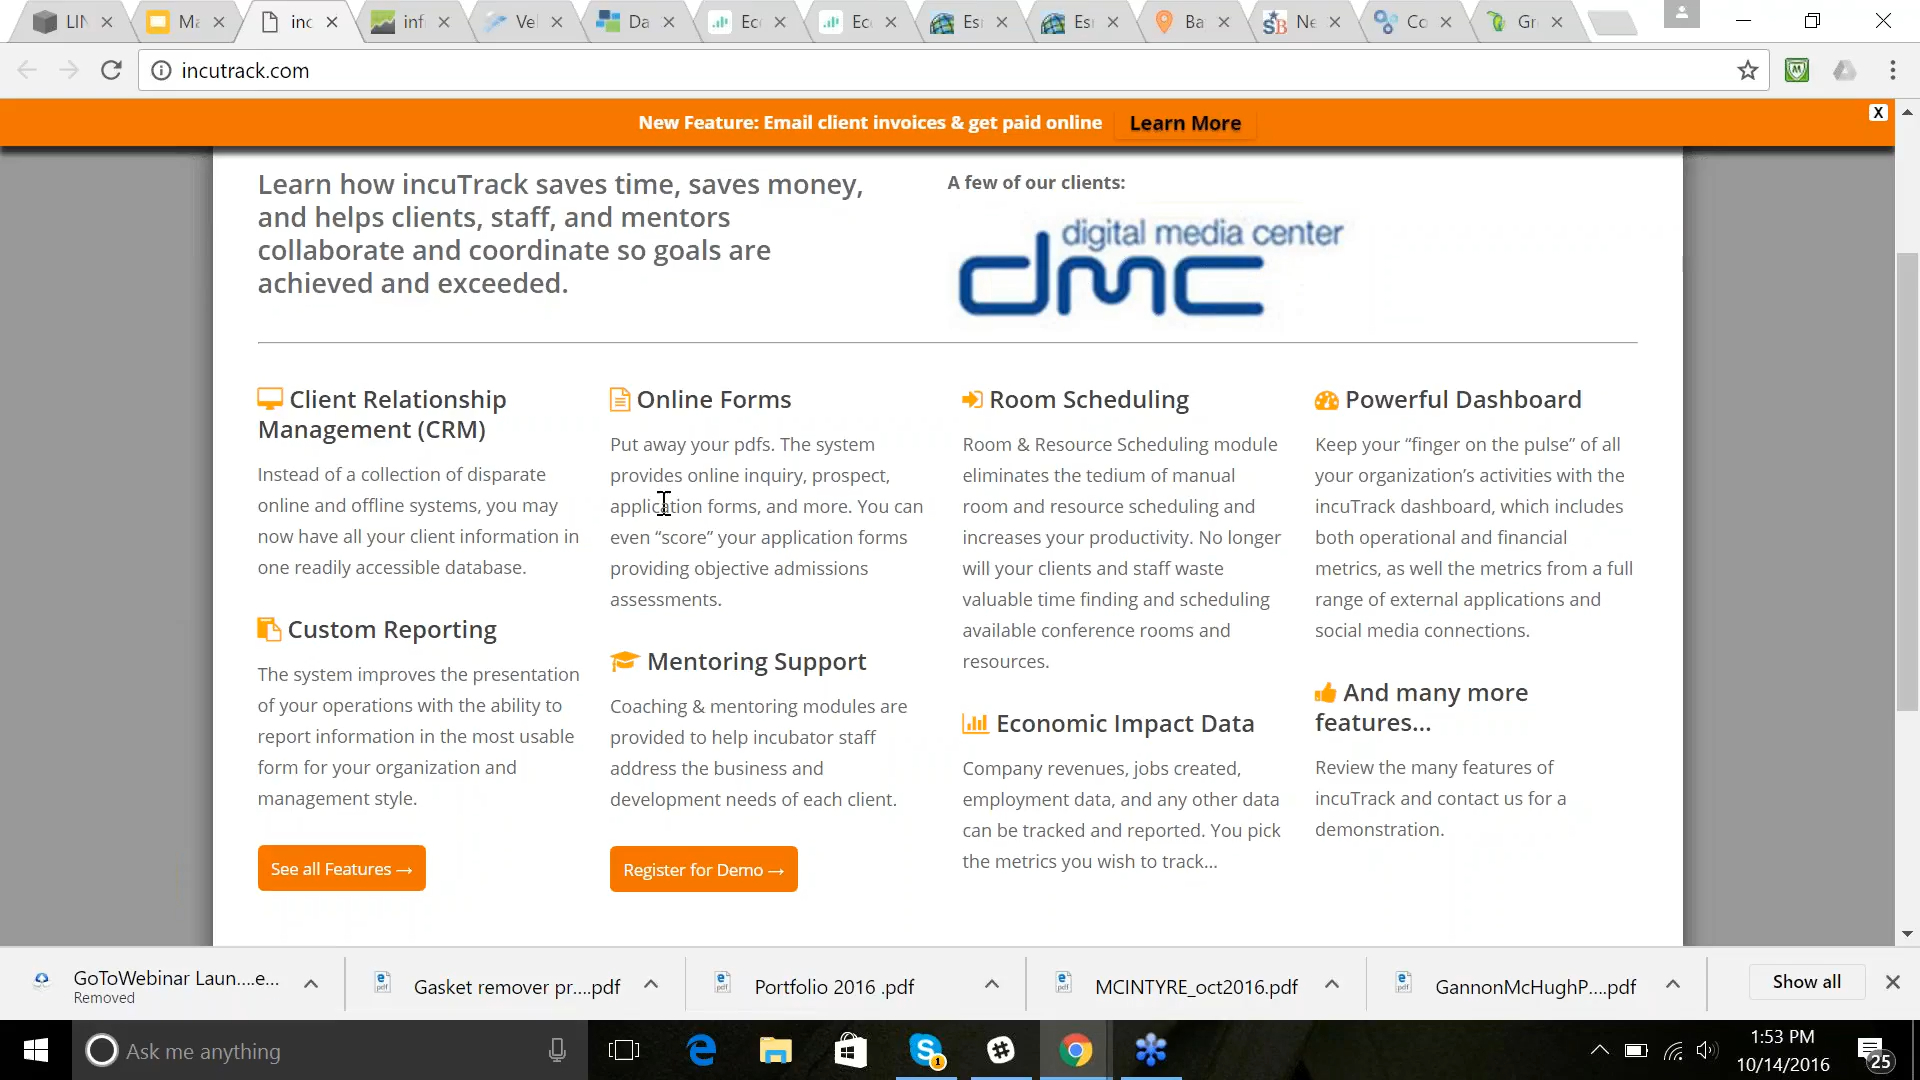 LIN
Ma
inc
inf
Vel
Da
Ecc
Ec
Esr
Esr
Ba
Ne
Co
Gr
incutrack.com
New Feature: Email client invoices & get paid online
Learn More
X
Learn how incuTrack saves time, saves money,
and helps clients, staff, and mentors
collaborate and coordinate so goals are
achieved and exceeded.
A few of our clients:
digital media center
dmc
Client Relationship
Management (CRM)
Instead of a collection of disparate
online and offline systems, you may
now have all your client information in
one readily accessible database.
Custom Reporting
The system improves the presentation
of your operations with the ability to
report information in the most usable
form for your organization and
management style.
See all Features →
Online Forms
Put away your pdfs. The system
provides online inquiry, prospect,
application forms, and more. You can
even “score” your application forms
providing objective admissions
assessments.
Mentoring Support
Coaching & mentoring modules are
provided to help incubator staff
address the business and
development needs of each client.
Register for Demo →
Room Scheduling
Room & Resource Scheduling module
eliminates the tedium of manual
room and resource scheduling and
increases your productivity. No longer
will your clients and staff waste
valuable time finding and scheduling
available conference rooms and
resources.
Economic Impact Data
Company revenues, jobs created,
employment data, and any other data
can be tracked and reported. You pick
the metrics you wish to track...
Powerful Dashboard
Keep your “finger on the pulse” of all
your organization’s activities with the
incuTrack dashboard, which includes
both operational and financial
metrics, as well the metrics from a full
range of external applications and
social media connections.
And many more
features...
Review the many features of
incuTrack and contact us for a
demonstration.
GoToWebinar Laun....e...
Removed
Gasket remover pr....pdf
Portfolio 2016 .pdf
MCINTYRE_oct2016.pdf
GannonMcHughP....pdf
Show all
Ask me anything
1
1:53 PM
10/14/2016
25